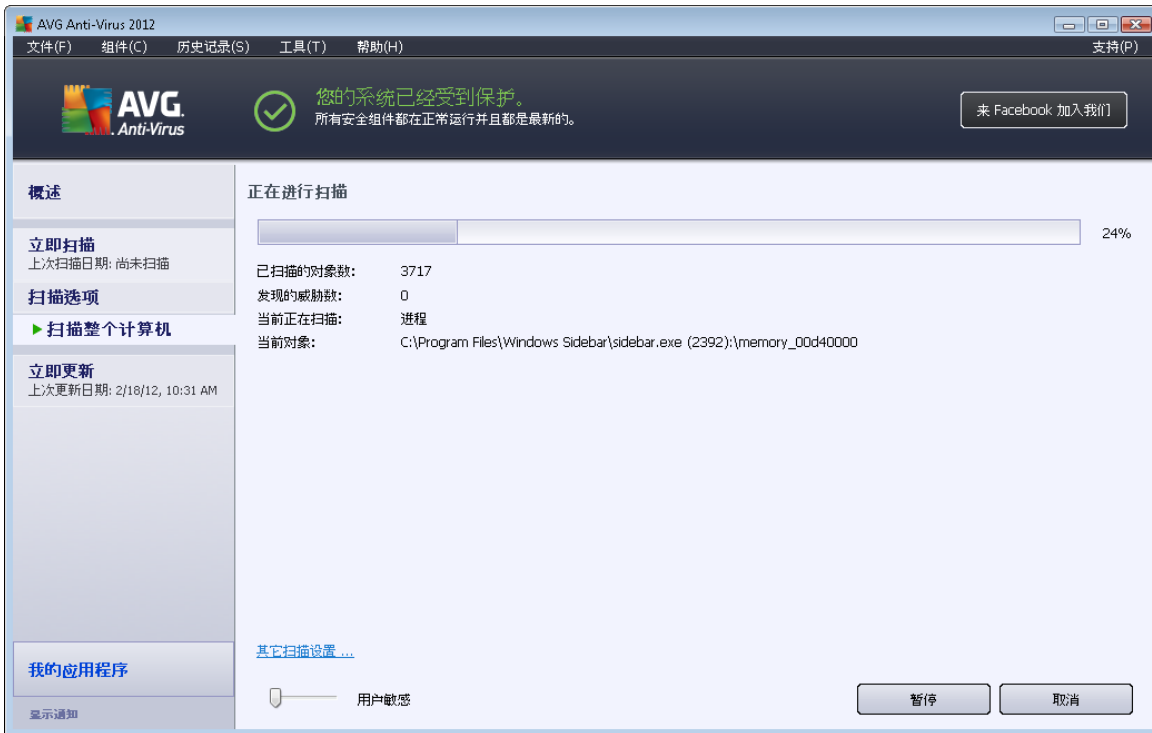 AVG Anti-Virus 2012
文件(F) 组件(C) 历史记录(S) 工具(T) 帮助(H) 支持(P)
AVG.
Anti-Virus
您的系统已经受到保护。
所有安全组件都在正常运行并且都是最新的。
来 Facebook 加入我们
概述
立即扫描
上次扫描日期: 尚未扫描
扫描选项
扫描整个计算机
立即更新
上次更新日期: 2/18/12, 10:31 AM
我的应用程序
显示通知
正在进行扫描
24%
已扫描的对象数: 3717
发现的威胁数: 0
当前正在扫描: 进程
当前对象: C:\Program Files\Windows Sidebar\sidebar.exe (2392):\memory_00d40000
其它扫描设置 ...
用户敏感
暂停
取消